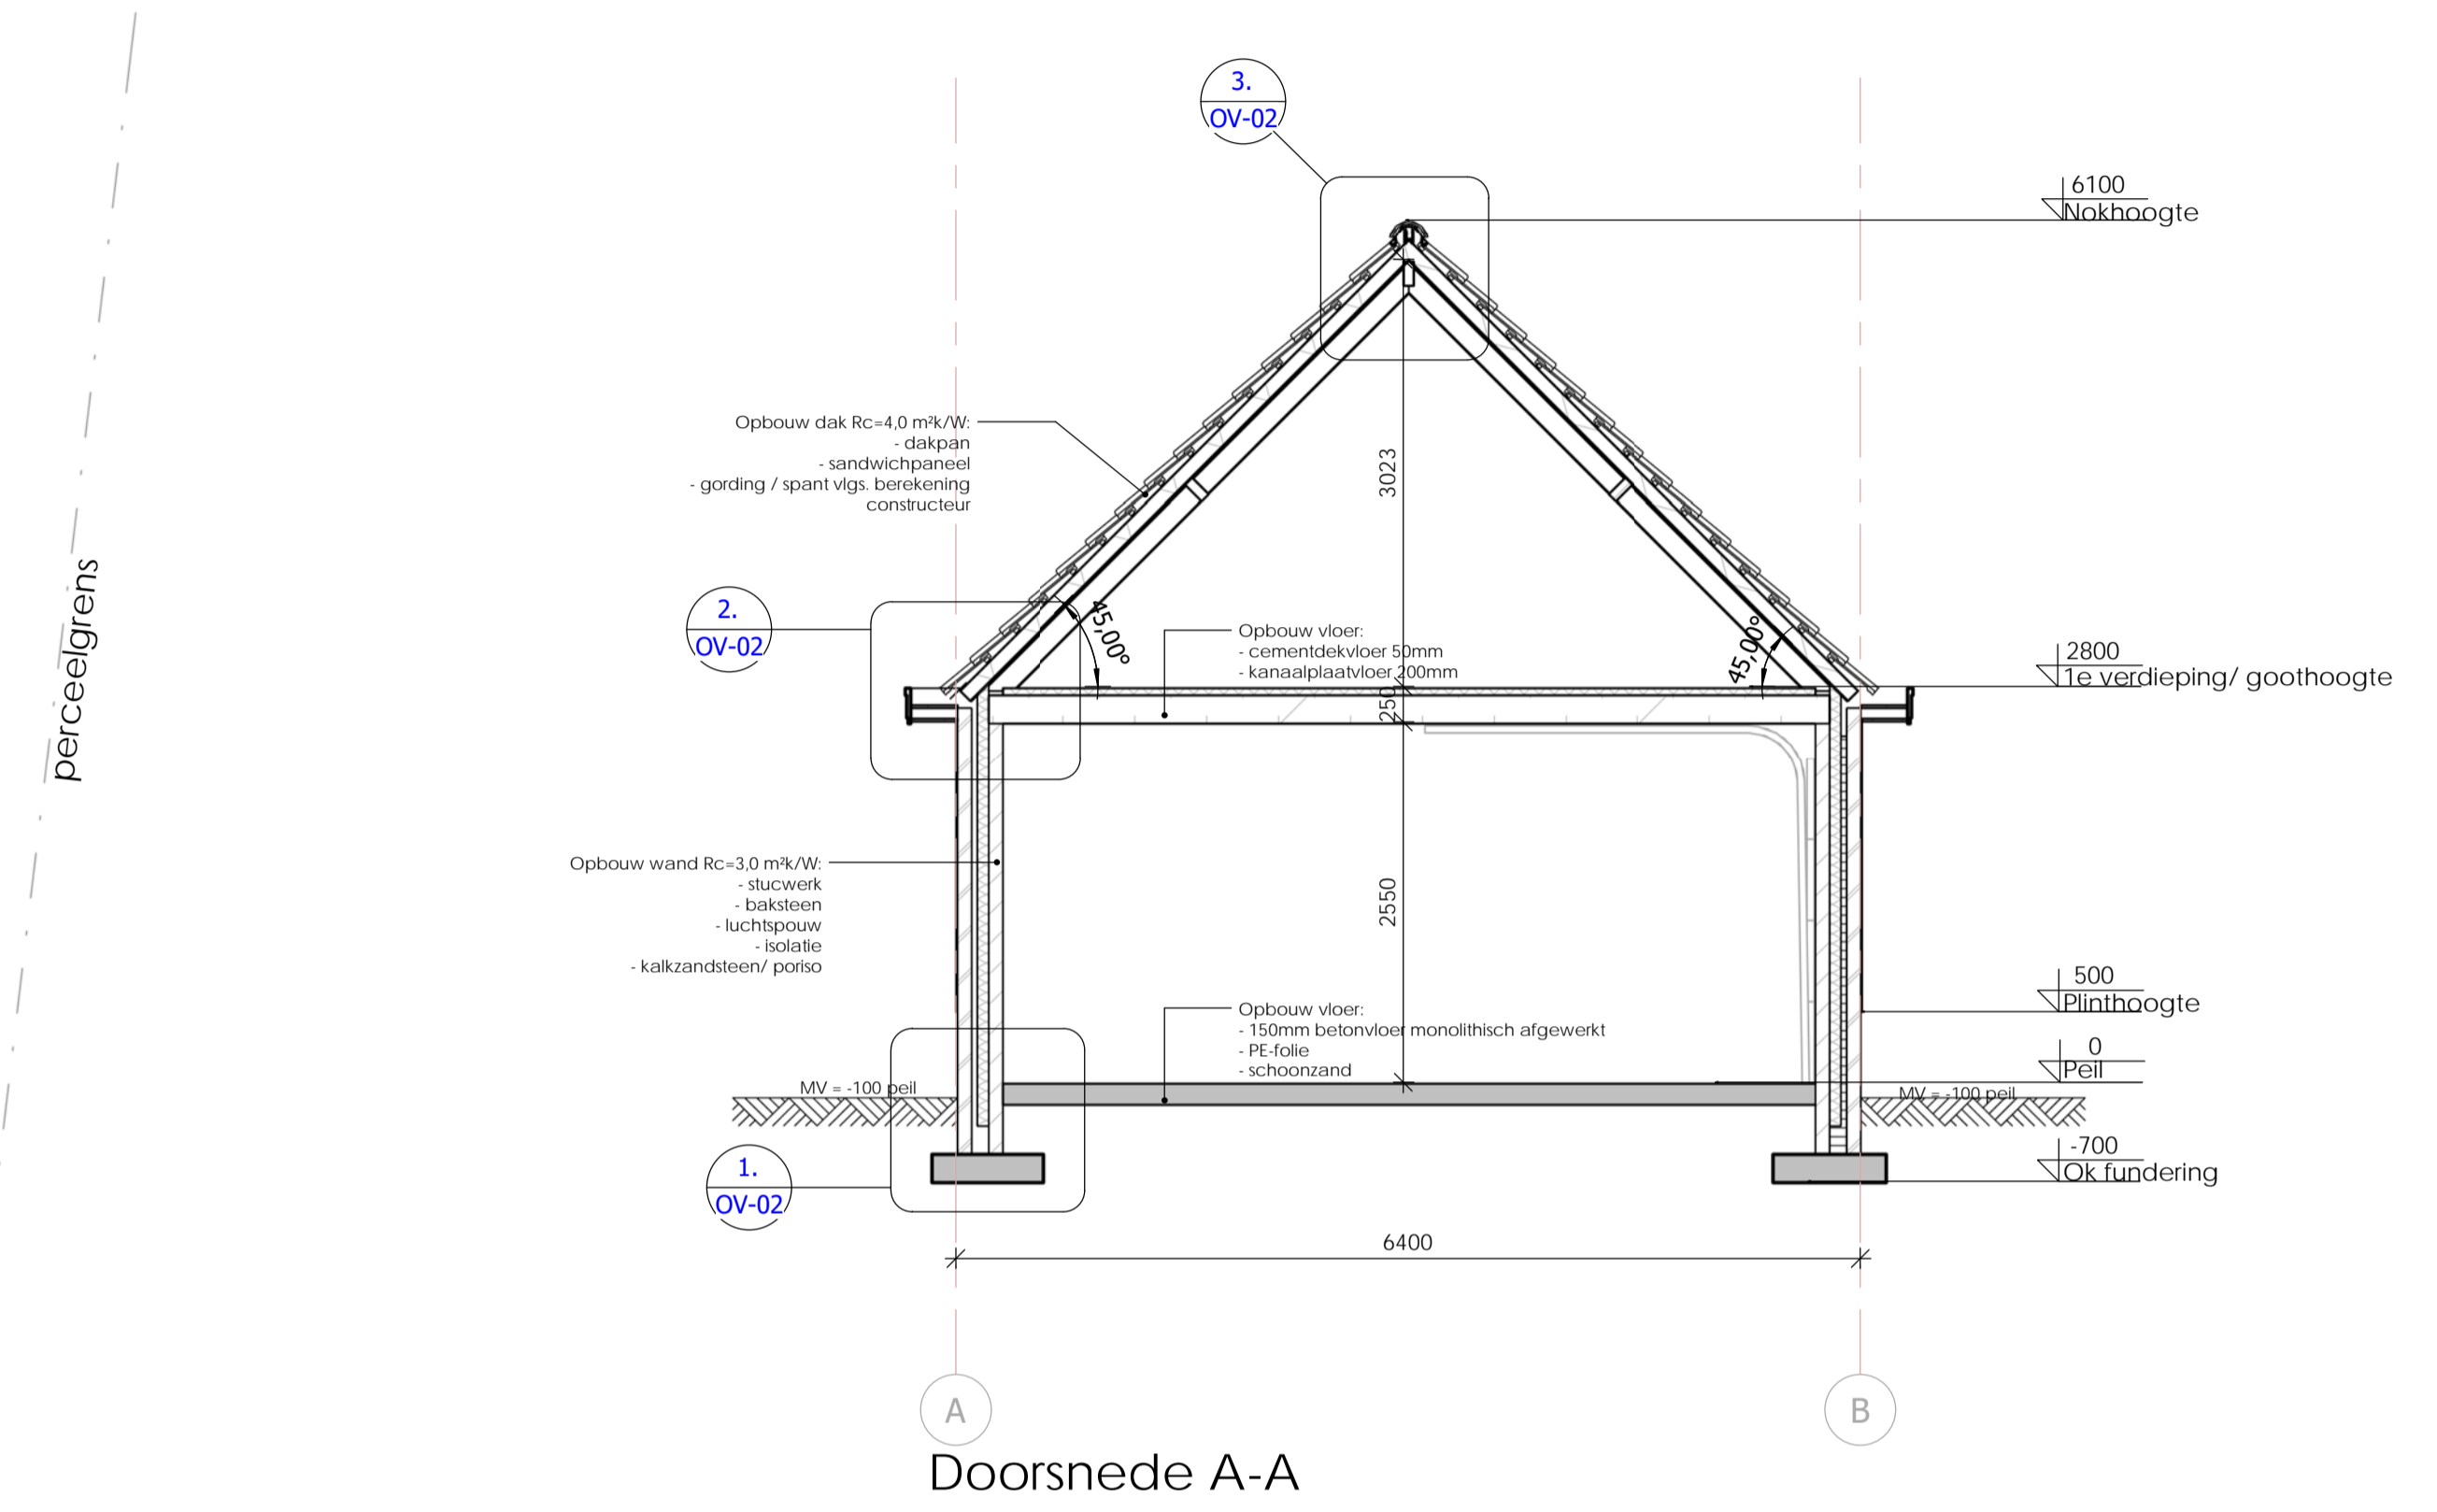 3.
OV-02
6100
Nokhoogte
Opbouw dak Rc=4,0 m²k/W:
- dakpan
- sandwichpaneel
- gording / spant vlgs. berekening
constructeur
3023
perceelgrens
2.
OV-02
45,00°
45,00°
Opbouw vloer:
- cementdekvloer 50mm
- kanaalplaatvloer 200mm
250
2800
1e verdieping/ goothoogte
Opbouw wand Rc=3,0 m²k/W:
- stucwerk
- baksteen
- luchtspouw
- isolatie
- kalkzandsteen/ poriso
2550
500
Plinthoogte
Opbouw vloer:
- 150mm betonvloer monolithisch afgewerkt
- PE-folie
- schoonzand
0
Peil
MV = -100 peil
MV = -100 peil
-700
Ok fundering
1.
OV-02
6400
A
B
Doorsnede A-A